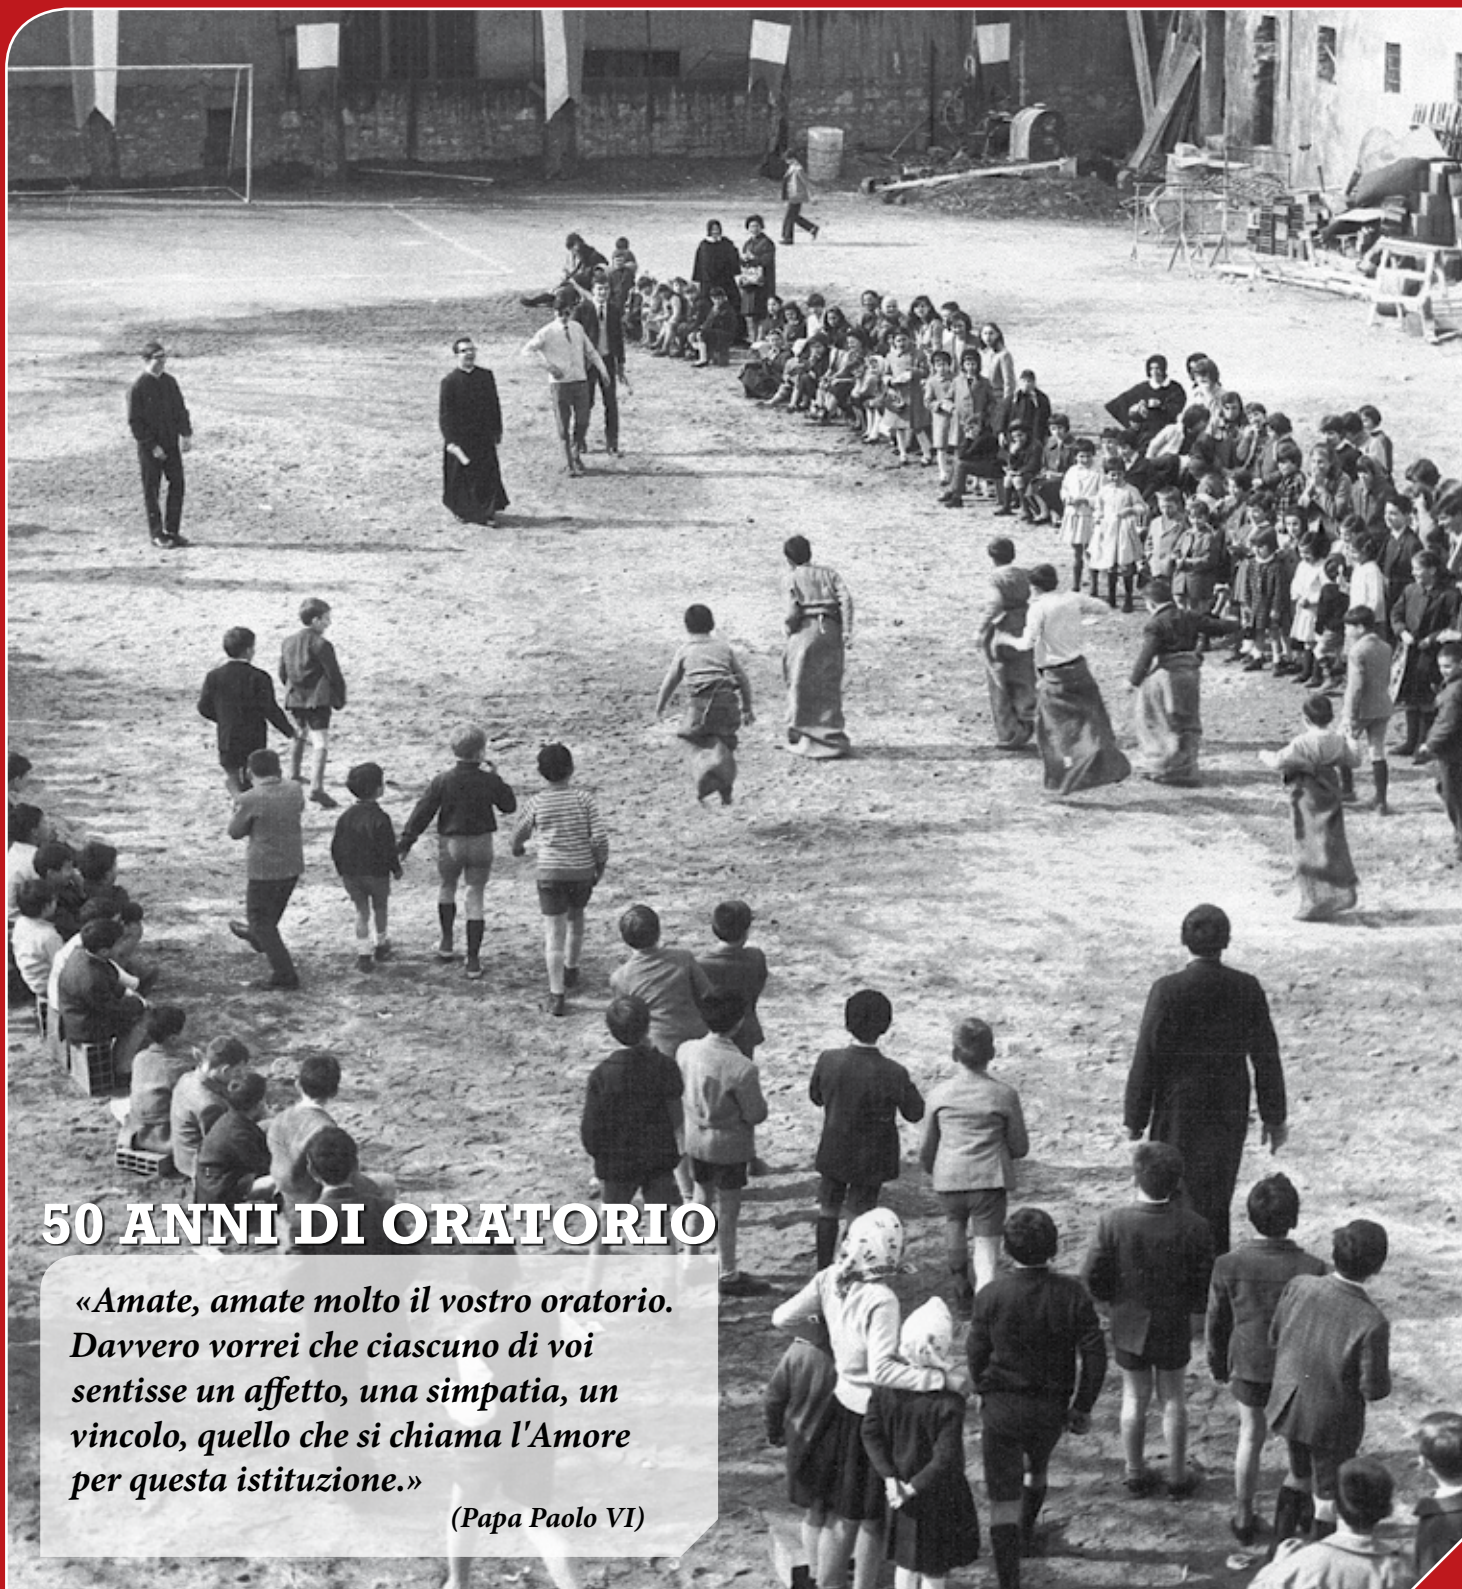 50 ANNI DI ORATORIO
«Amate, amate molto il vostro oratorio.
Davvero vorrei che ciascuno di voi
sentisse un affetto, una simpatia, un
vincolo, quello che si chiama l'Amore
per questa istituzione.»
(Papa Paolo VI)